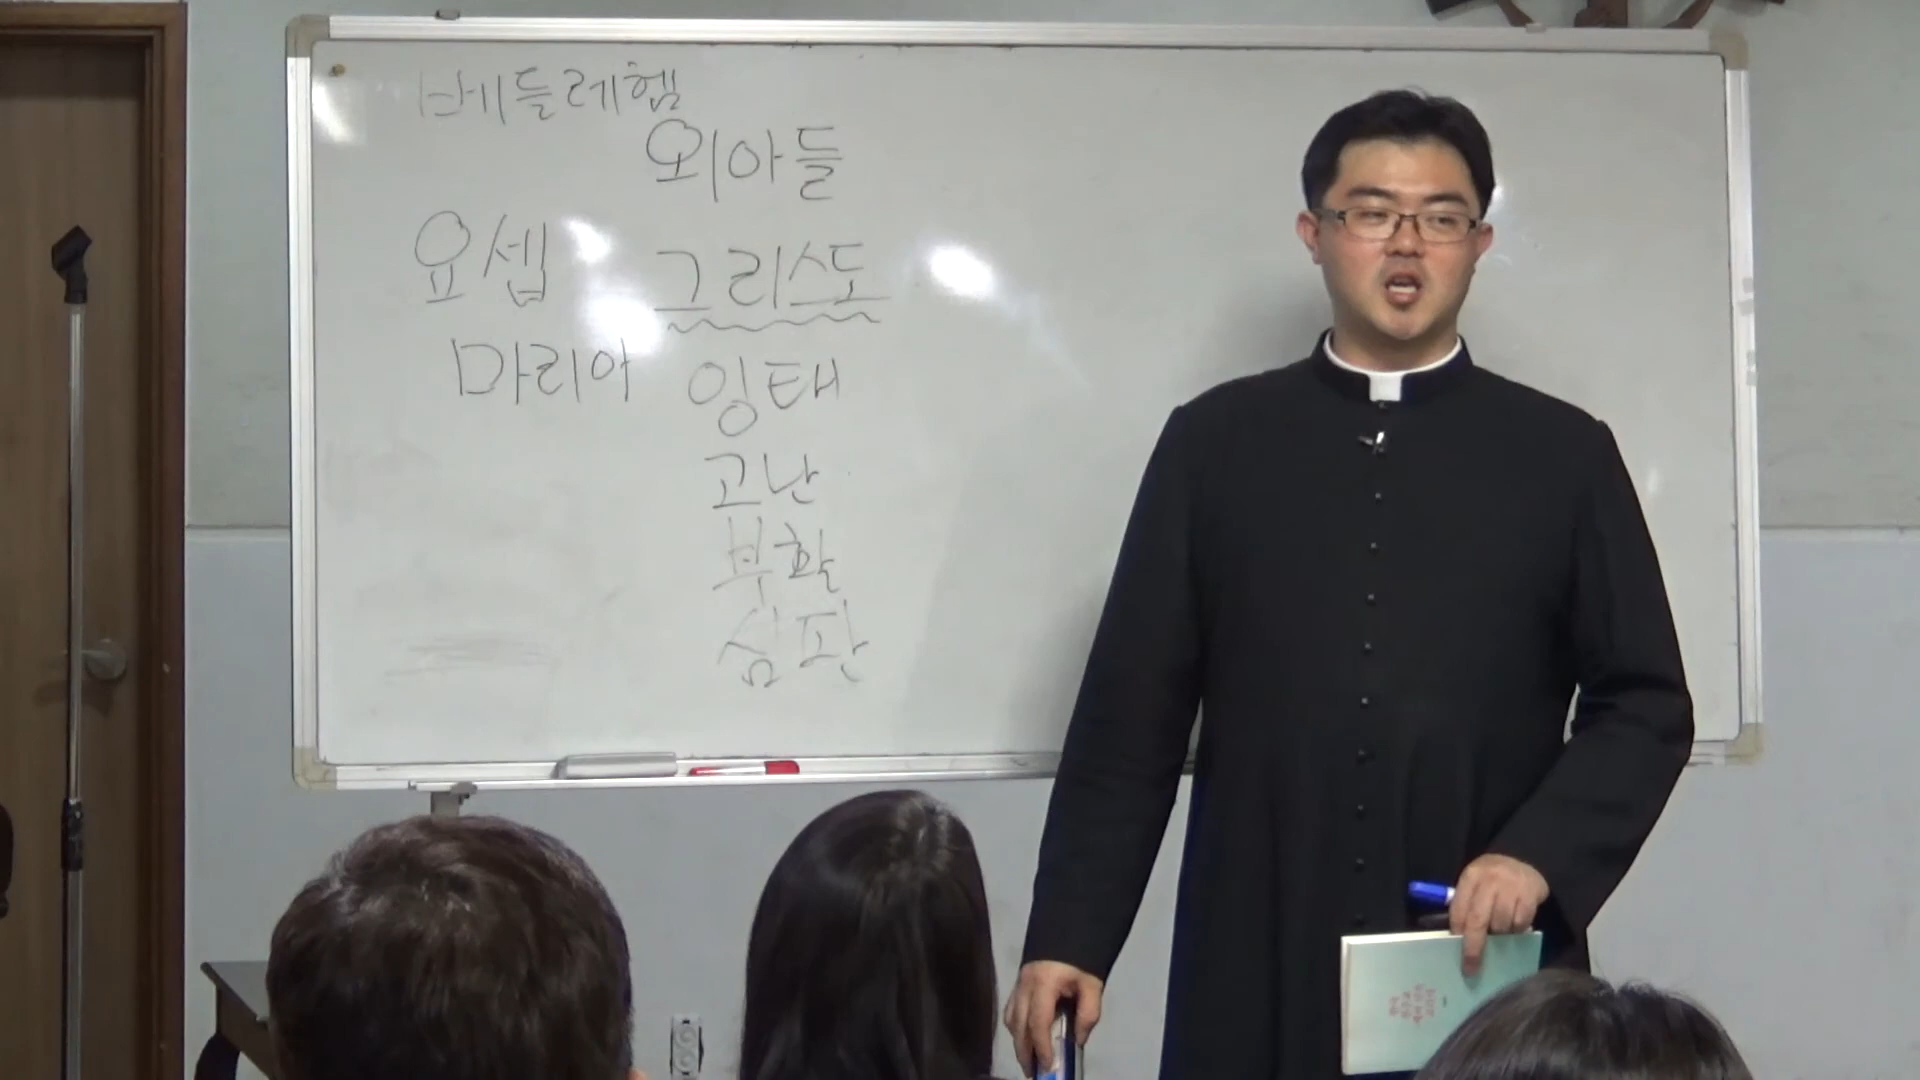 베들레헴
외아들
요셉 그리스도
마리아 잉태
고난
부활
심판